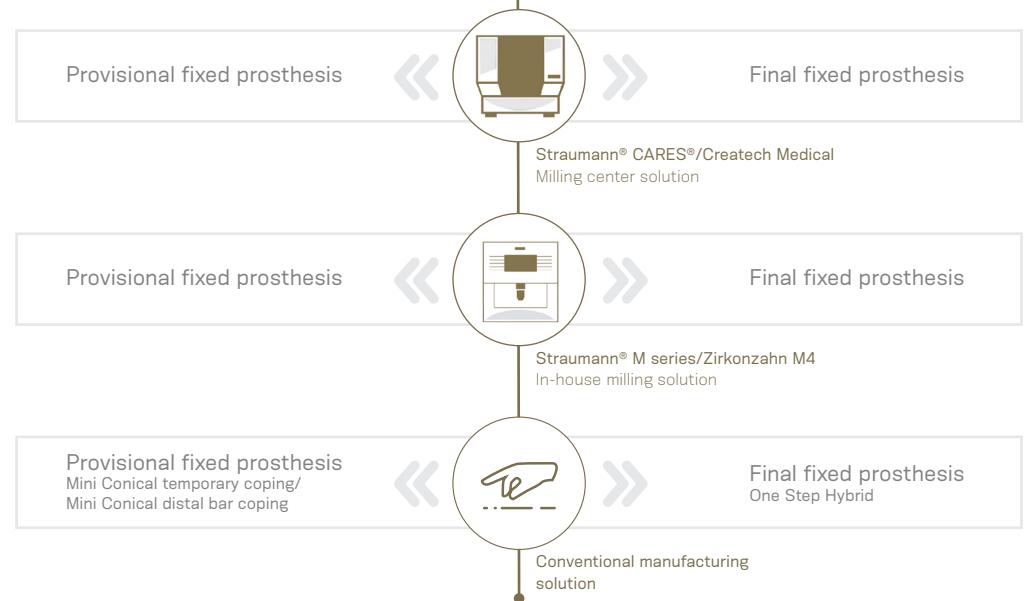 Provisional fixed prosthesis
Final fixed prosthesis
Straumann® CARES®/Createch Medical
Milling center solution
Provisional fixed prosthesis
Final fixed prosthesis
Straumann® M series/Zirkonzahn M4
In-house milling solution
Provisional fixed prosthesis
Mini Conical temporary coping/
Mini Conical distal bar coping
Final fixed prosthesis
One Step Hybrid
Conventional manufacturing
solution